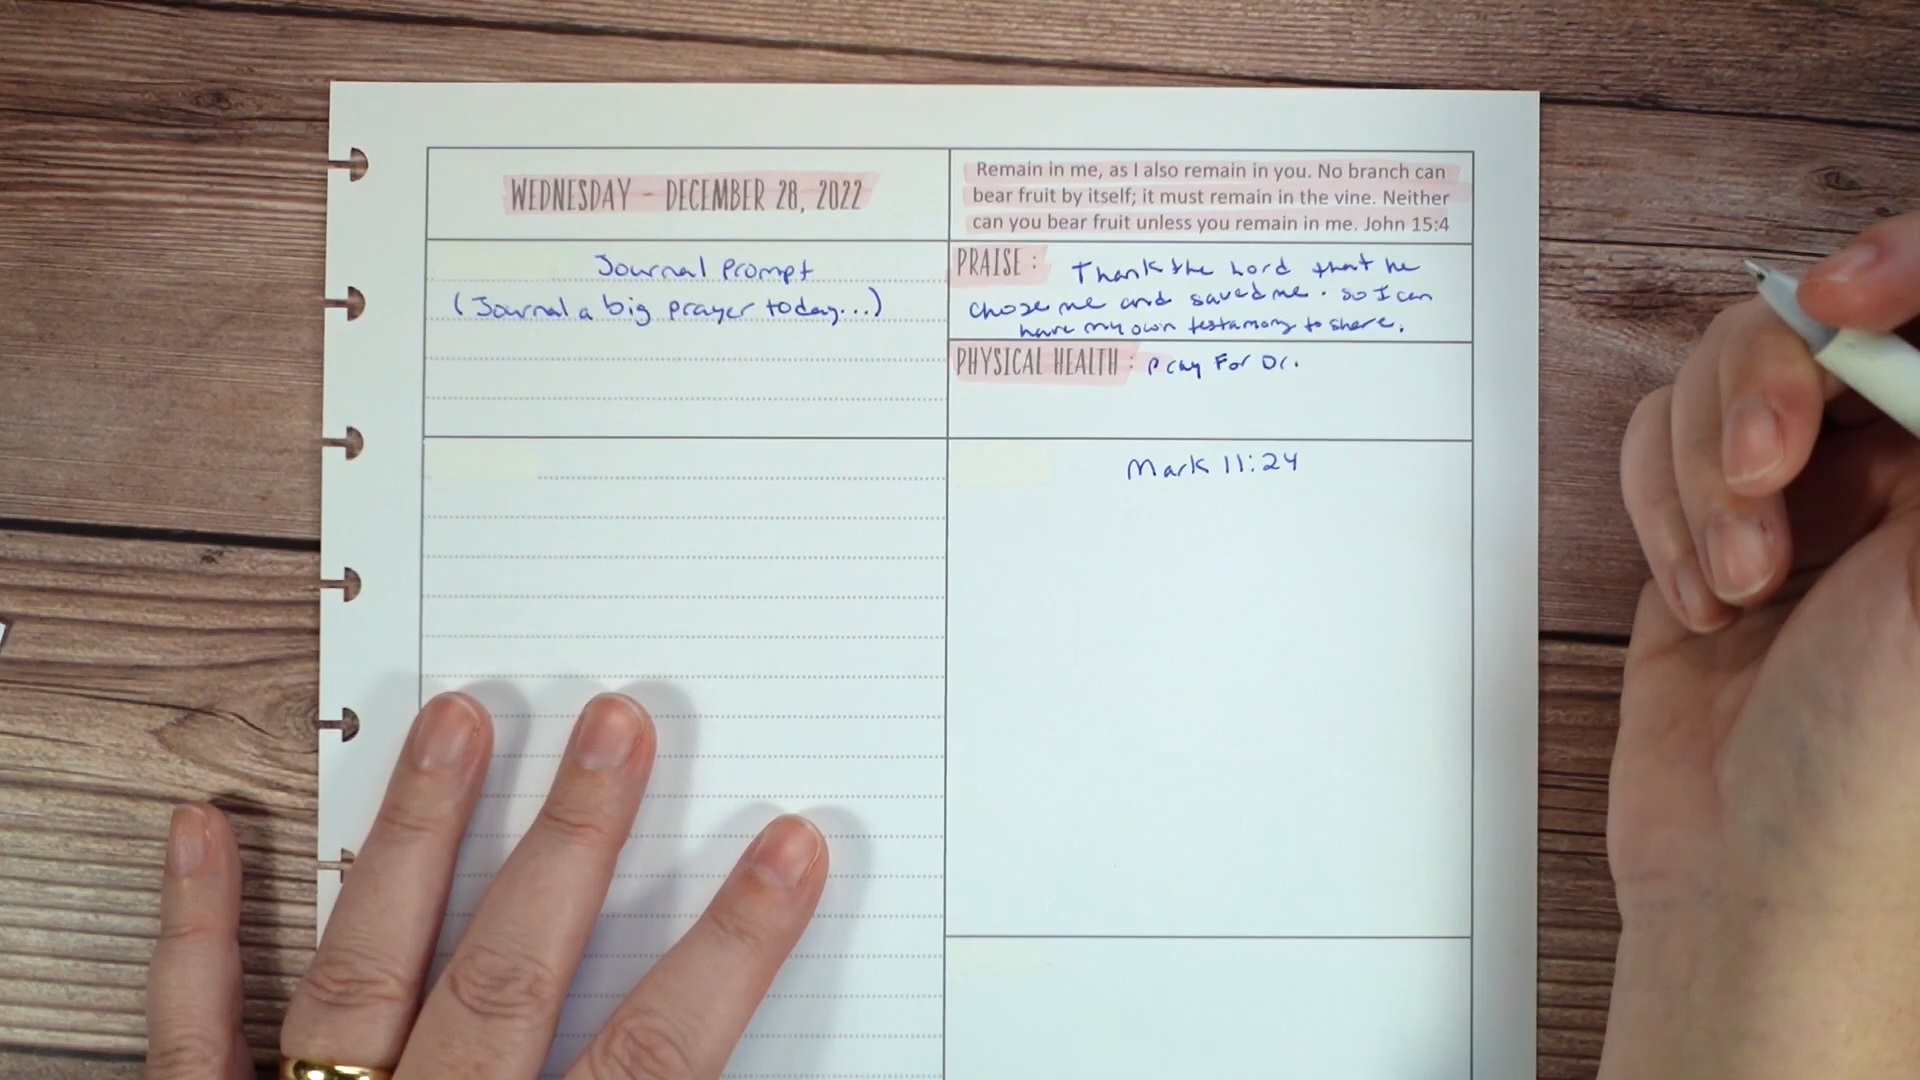 WEDNESDAY - DECEMBER 28, 2022
Journal Prompt
(Journal a big prayer today...)
Remain in me, as I also remain in you. No branch can
bear fruit by itself; it must remain in the vine. Neither
can you bear fruit unless you remain in me. John 15:4
PRAISE : Thank the Lord that he
chose me and saved me. so I can
have my own testamony to share.
PHYSICAL HEALTH : Pray For Dr.
Mark 11:24